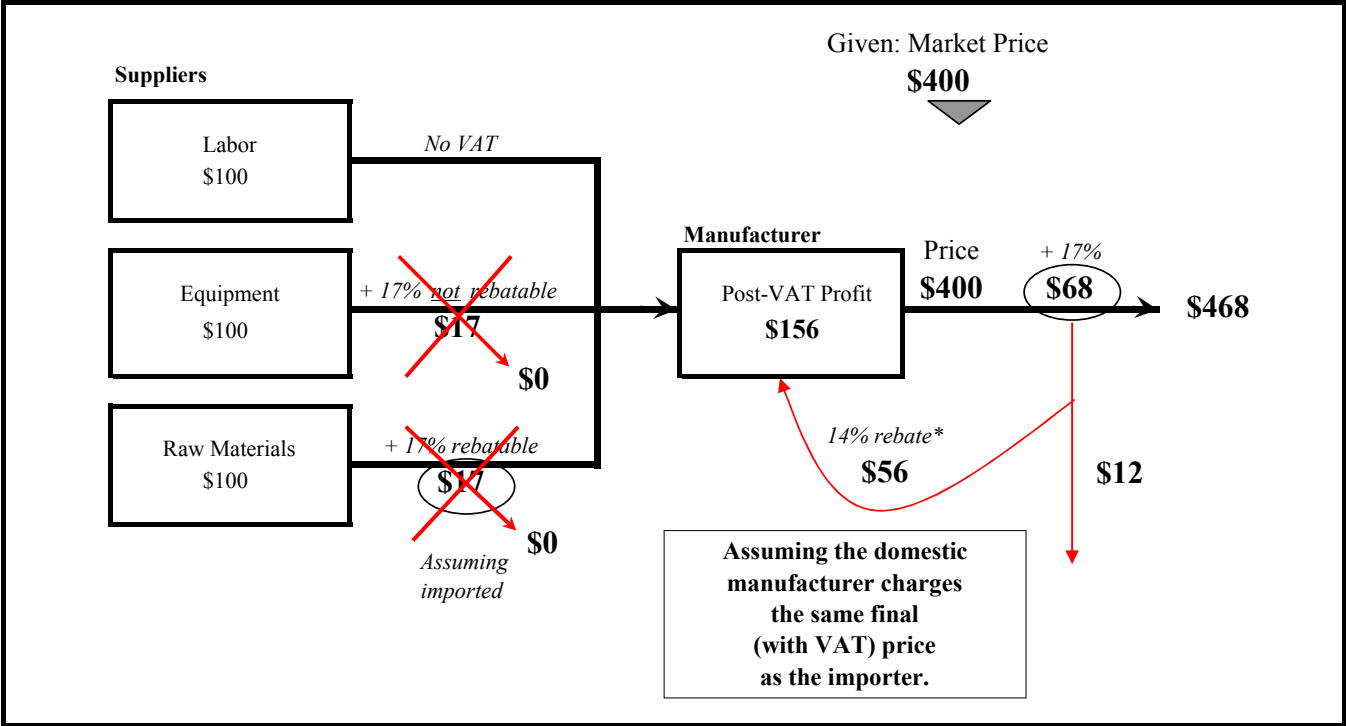 Given: Market Price
$400
Suppliers
Labor
$100
No VAT
Equipment
$100
+ 17% not rebatable
$17
$0
Raw Materials
$100
+ 17% rebatable
$17
$0
Assuming
imported
Manufacturer
Post-VAT Profit
$156
Price
$400
+ 17%
$68
$468
14% rebate*
$56
$12
Assuming the domestic
manufacturer charges
the same final
(with VAT) price
as the importer.